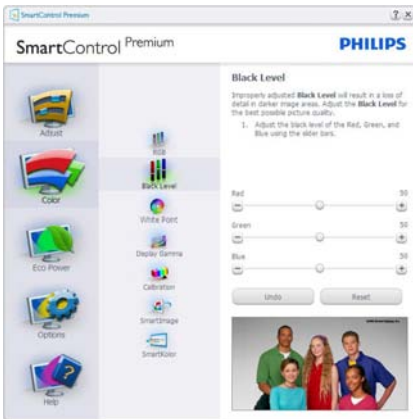 SmartControl Premium
SmartControl Premium
PHILIPS
Adjust
Color
Eco Power
Options
Help
RGB
Black Level
White Point
Display Gamma
Calibration
SmartImage
SmartKolor
Black Level
Improperly adjusted Black Level will result in a loss of
detail in darker image areas. Adjust the Black Level for
the best possible picture quality.
1. Adjust the black level of the Red, Green, and
Blue using the slider bars.
Red 50
Green 50
Blue 50
Undo Reset